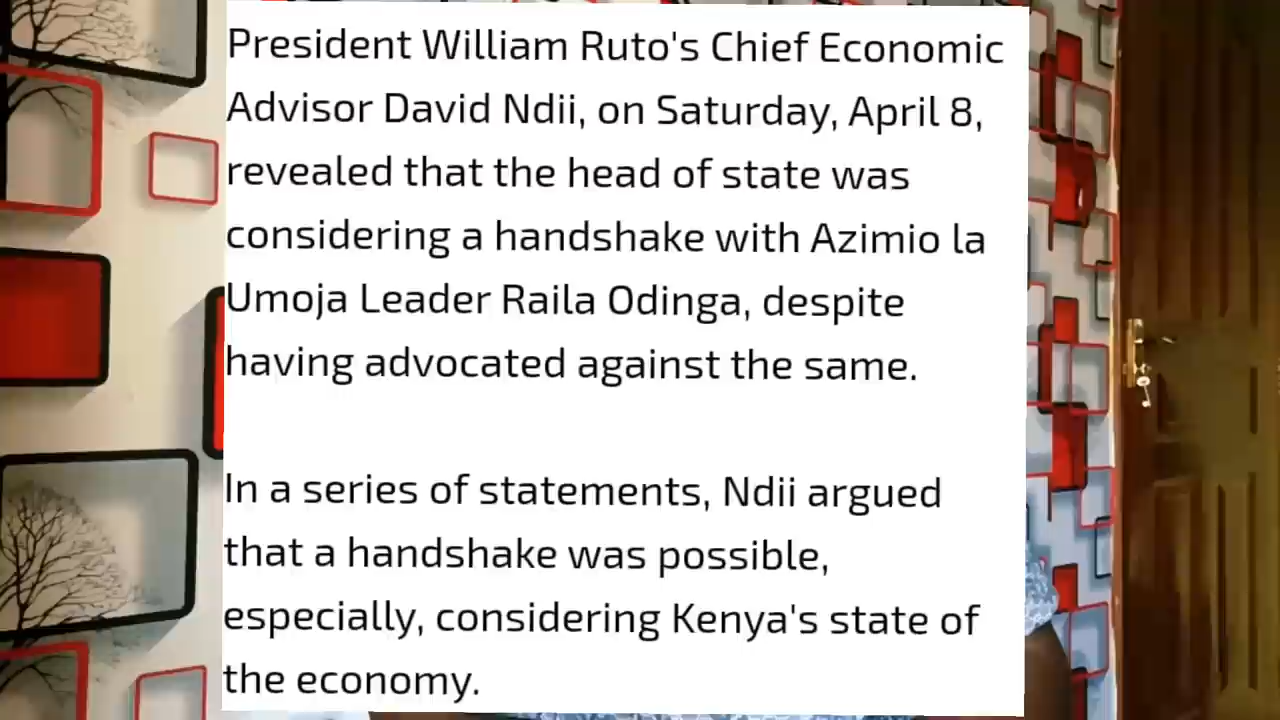 President William Ruto's Chief Economic
Advisor David Ndii, on Saturday, April 8,
revealed that the head of state was
considering a handshake with Azimio la
Umoja Leader Raila Odinga, despite
having advocated against the same.
In a series of statements, Ndii argued
that a handshake was possible,
especially, considering Kenya's state of
the economy.